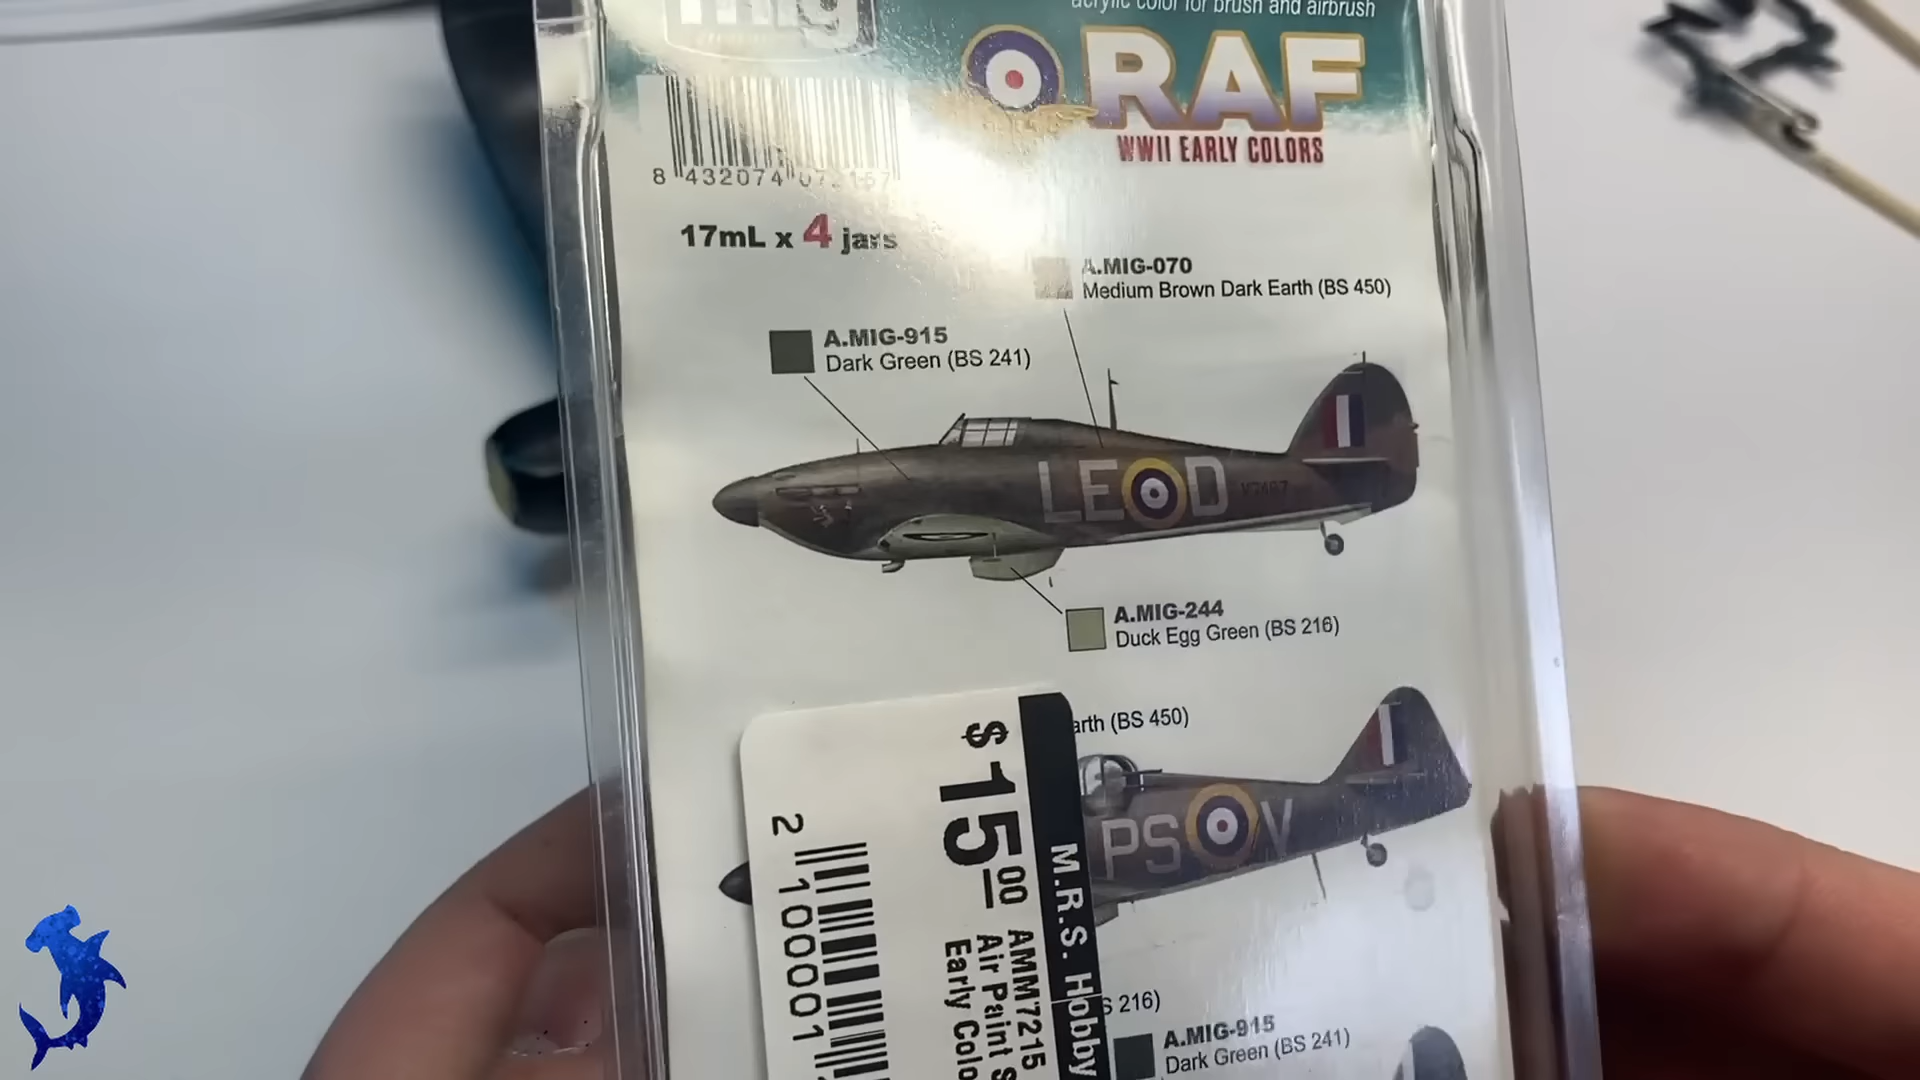 mig
acrylic color for brush and airbrush
RAF
WWII EARLY COLORS
8 432074
17mL x 4 jars
A.MIG-070
Medium Brown Dark Earth (BS 450)
A.MIG-915
Dark Green (BS 241)
LE D
A.MIG-244
Duck Egg Green (BS 216)
arth (BS 450)
PS V
$ 15.00
M.R.S. Hobby
AMM7215
Air Paint S
Early Colo
2 100001
S 216)
A.MIG-915
Dark Green (BS 241)